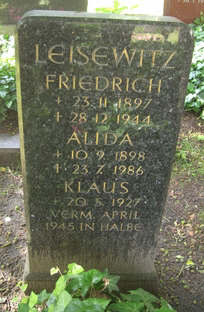 LEISEWITZ
FRIEDRICH
+ 23 . 11 . 1897
+ 28 . 12 . 1944
ALIDA
+ 10 . 9 . 1898
+ 23 . 7 . 1986
KLAUS
+ 20 . 5 . 1927
VERM. APRIL
1945 IN HALBE